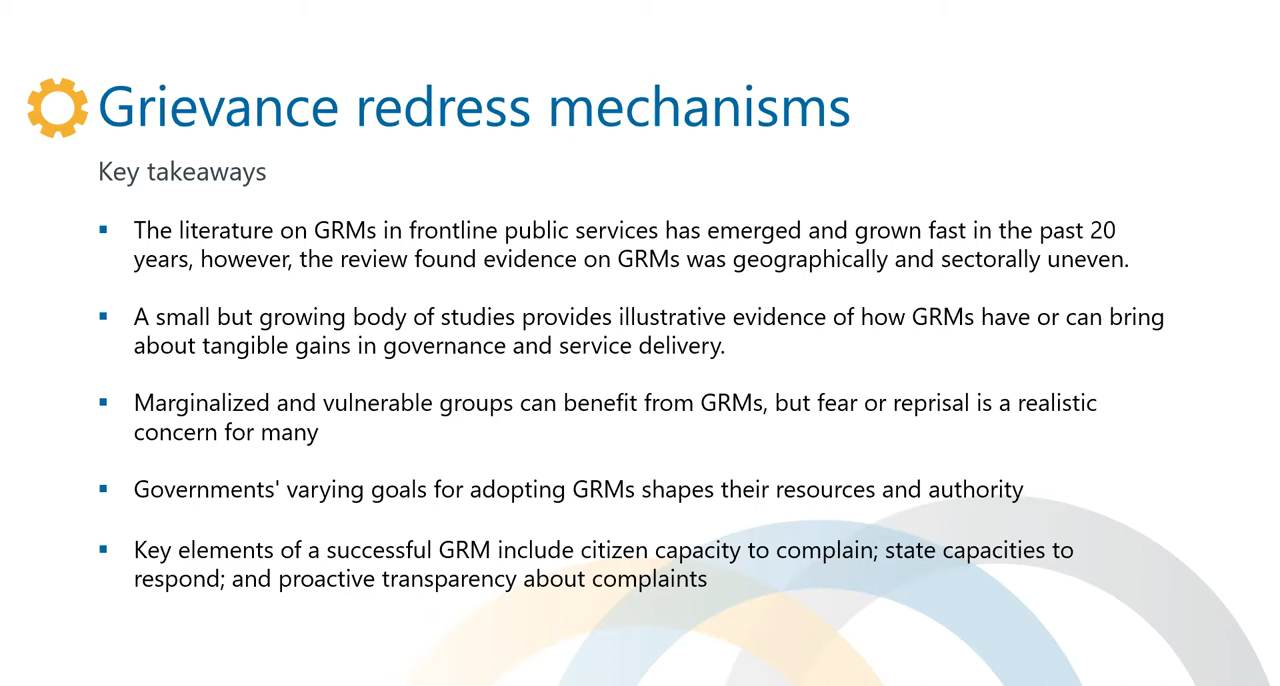 Grievance redress mechanisms
Key takeaways
▪ The literature on GRMs in frontline public services has emerged and grown fast in the past 20
years, however, the review found evidence on GRMs was geographically and sectorally uneven.
▪ A small but growing body of studies provides illustrative evidence of how GRMs have or can bring
about tangible gains in governance and service delivery.
▪ Marginalized and vulnerable groups can benefit from GRMs, but fear or reprisal is a realistic
concern for many
▪ Governments' varying goals for adopting GRMs shapes their resources and authority
▪ Key elements of a successful GRM include citizen capacity to complain; state capacities to
respond; and proactive transparency about complaints